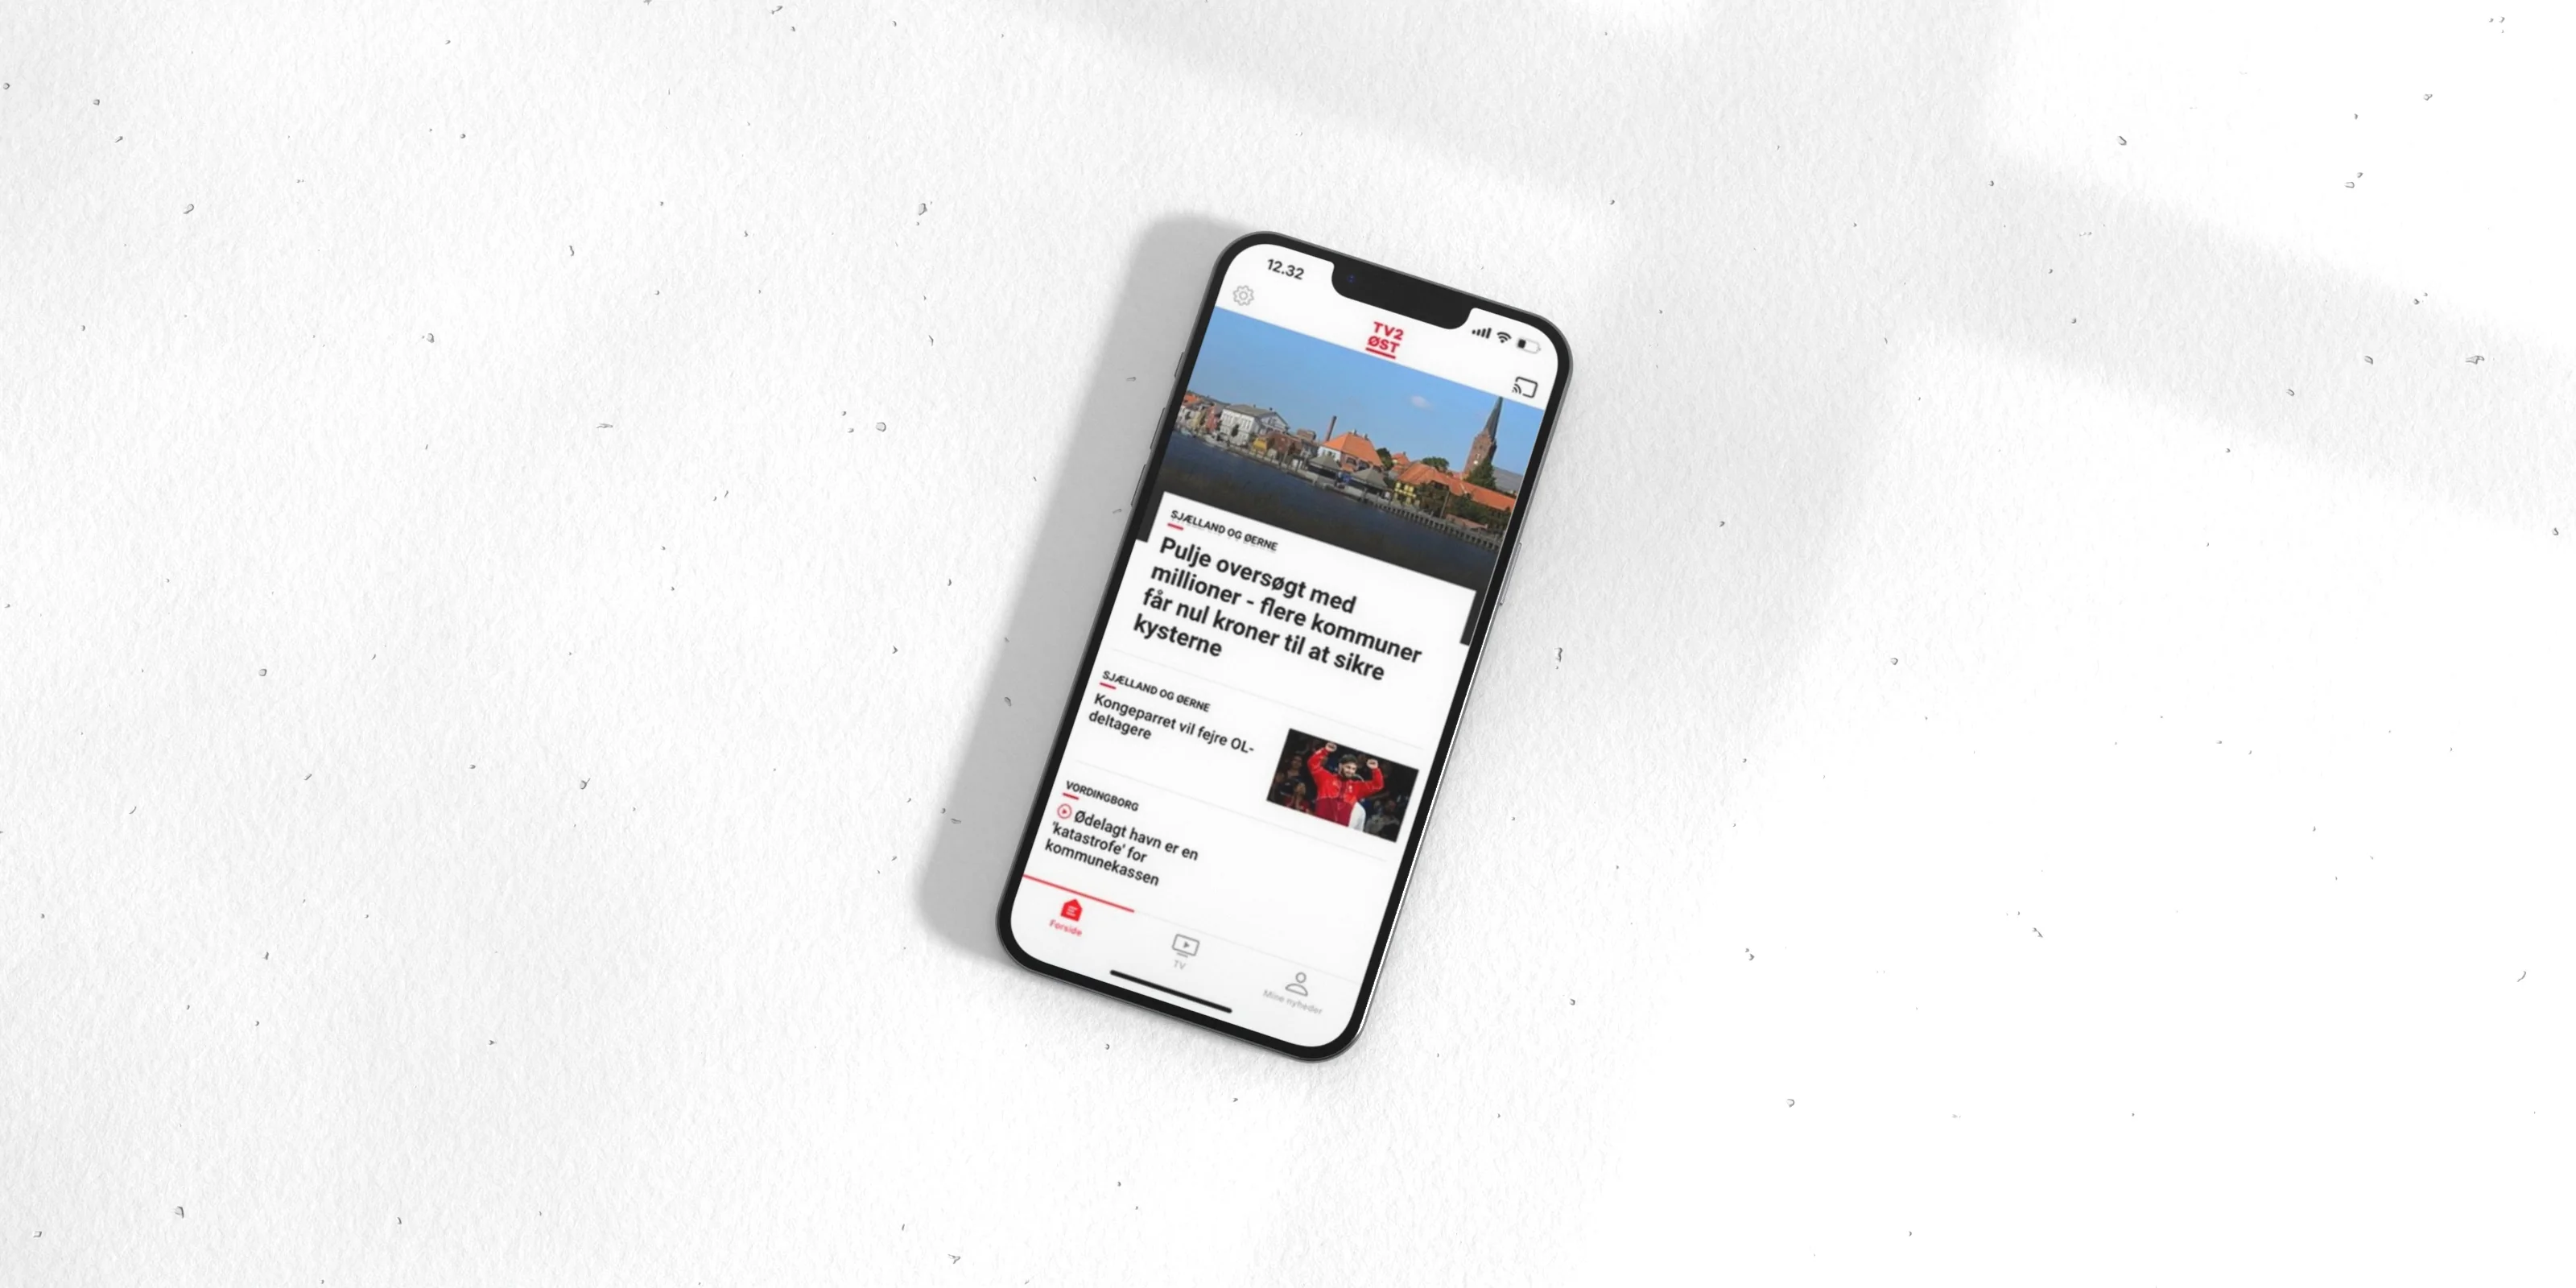 12.32
TV2
ØST
SJÆLLAND OG ØERNE
Pulje oversøgt med
millioner - flere kommuner
får nul kroner til at sikre
kysterne
SJÆLLAND OG ØERNE
Kongeparret vil fejre OL-
deltagere
VORDINGBORG
Ødelagt havn er en
'katastrofe' for
kommunekassen
Forside
TV
Mine nyheder